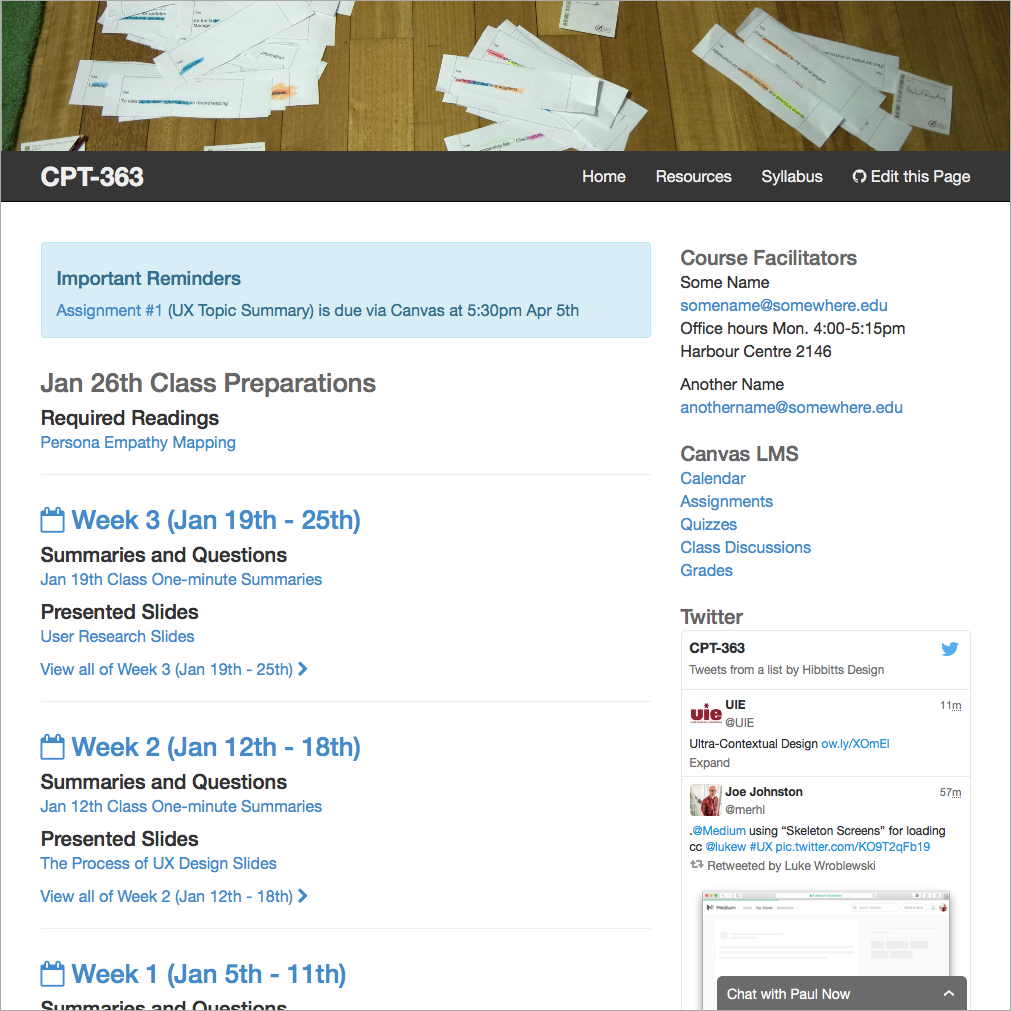 To view updateable information on recordkeeping
CPT-363
Home Resources Syllabus Edit this Page
Important Reminders
Assignment #1 (UX Topic Summary) is due via Canvas at 5:30pm Apr 5th
Jan 26th Class Preparations
Required Readings
Persona Empathy Mapping
Week 3 (Jan 19th - 25th)
Summaries and Questions
Jan 19th Class One-minute Summaries
Presented Slides
User Research Slides
View all of Week 3 (Jan 19th - 25th)
Week 2 (Jan 12th - 18th)
Summaries and Questions
Jan 12th Class One-minute Summaries
Presented Slides
The Process of UX Design Slides
View all of Week 2 (Jan 12th - 18th)
Week 1 (Jan 5th - 11th)
Summaries and Questions
Course Facilitators
Some Name
somename@somewhere.edu
Office hours Mon. 4:00-5:15pm
Harbour Centre 2146
Another Name
anothername@somewhere.edu
Canvas LMS
Calendar
Assignments
Quizzes
Class Discussions
Grades
Twitter
CPT-363
Tweets from a list by Hibbitts Design
uie
UIE 11m
@UIE
Ultra-Contextual Design ow.ly/XOmEl
Expand
Joe Johnston 57m
@merhl
.@Medium using “Skeleton Screens” for loading
cc @lukew #UX pic.twitter.com/KO9T2qFb19
Retweeted by Luke Wroblewski
Medium
Chat with Paul Now